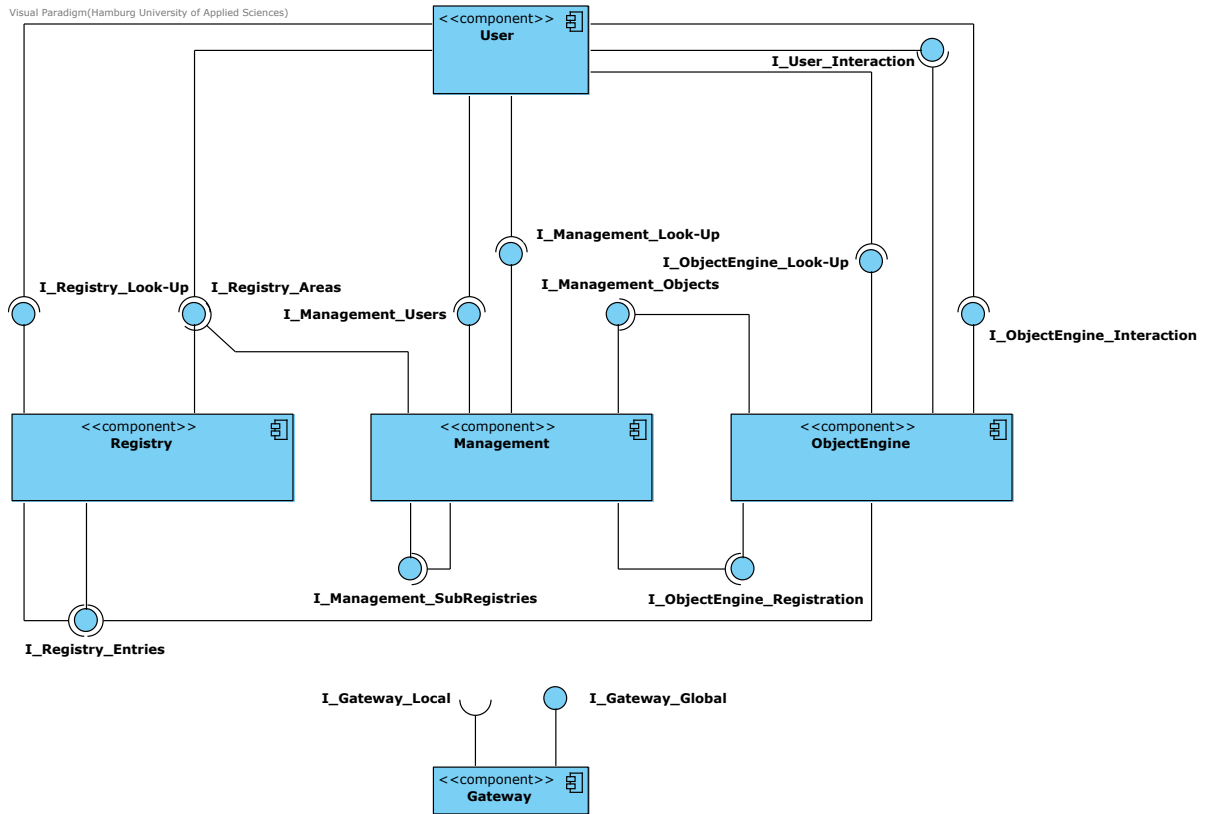 Visual Paradigm(Hamburg University of Applied Sciences)
<<component>>
User
I_User_Interaction
I_Management_Look-Up
I_ObjectEngine_Look-Up
I_Registry_Look-Up
I_Registry_Areas
I_Management_Objects
I_Management_Users
I_ObjectEngine_Interaction
<<component>>
Registry
<<component>>
Management
<<component>>
ObjectEngine
I_Management_SubRegistries
I_ObjectEngine_Registration
I_Registry_Entries
I_Gateway_Local
I_Gateway_Global
<<component>>
Gateway